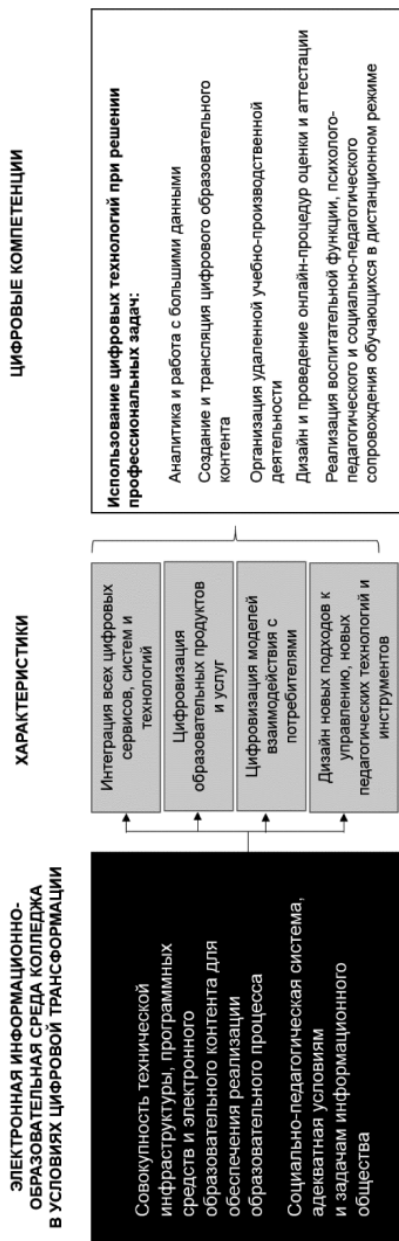 ЭЛЕКТРОННАЯ ИНФОРМАЦИОННО-
ОБРАЗОВАТЕЛЬНАЯ СРЕДА КОЛЛЕДЖА
В УСЛОВИЯХ ЦИФРОВОЙ ТРАНСФОРМАЦИИ
Совокупность технической
инфраструктуры, программных
средств и электронного
образовательного контента для
обеспечения реализации
образовательного процесса
Социально-педагогическая система,
адекватная условиям
и задачам информационного
общества
ХАРАКТЕРИСТИКИ
Интеграция всех цифровых
сервисов, систем и
технологий
Цифровизация
образовательных продуктов
и услуг
Цифровизация моделей
взаимодействия с
потребителями
Дизайн новых подходов к
управлению, новых
педагогических технологий и
инструментов
ЦИФРОВЫЕ КОМПЕТЕНЦИИ
Использование цифровых технологий при решении
профессиональных задач:
Аналитика и работа с большими данными
Создание и трансляция цифрового образовательного
контента
Организация удаленной учебно-производственной
деятельности
Дизайн и проведение онлайн-процедур оценки и аттестации
Реализация воспитательной функции, психолого-
педагогического и социально-педагогического
сопровождения обучающихся в дистанционном режиме